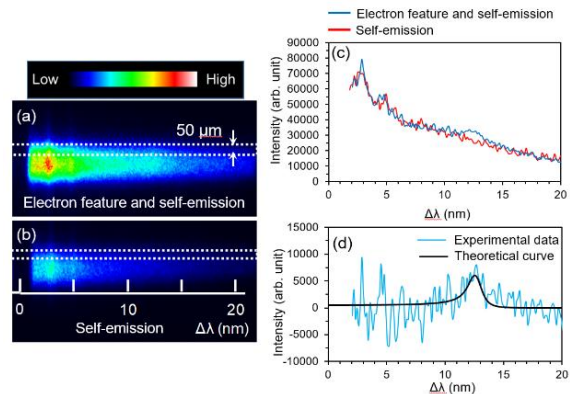 Low High
(a)
50 µm
Electron feature and self-emission
(b)
0 10 20
Self-emission Δλ (nm)
Electron feature and self-emission
Self-emission
(c)
Intensity (arb. unit)
90000
80000
70000
60000
50000
40000
30000
20000
10000
0
0 5 10 15 20
Δλ (nm)
(d)
Experimental data
Theoretical curve
Intensity (arb. unit)
15000
10000
5000
0
-5000
-10000
0 5 10 15 20
Δλ (nm)